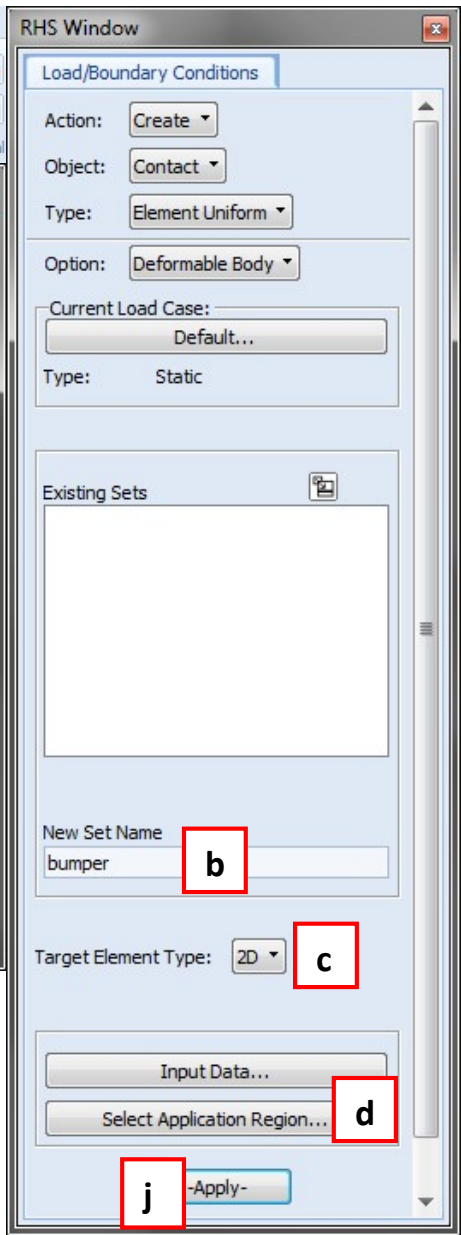 RHS Window
Load/Boundary Conditions
Action: Create
Object: Contact
Type: Element Uniform
Option: Deformable Body
Current Load Case:
Default...
Type: Static
Existing Sets
New Set Name
bumper b
Target Element Type: 2D c
Input Data...
Select Application Region... d
j -Apply-